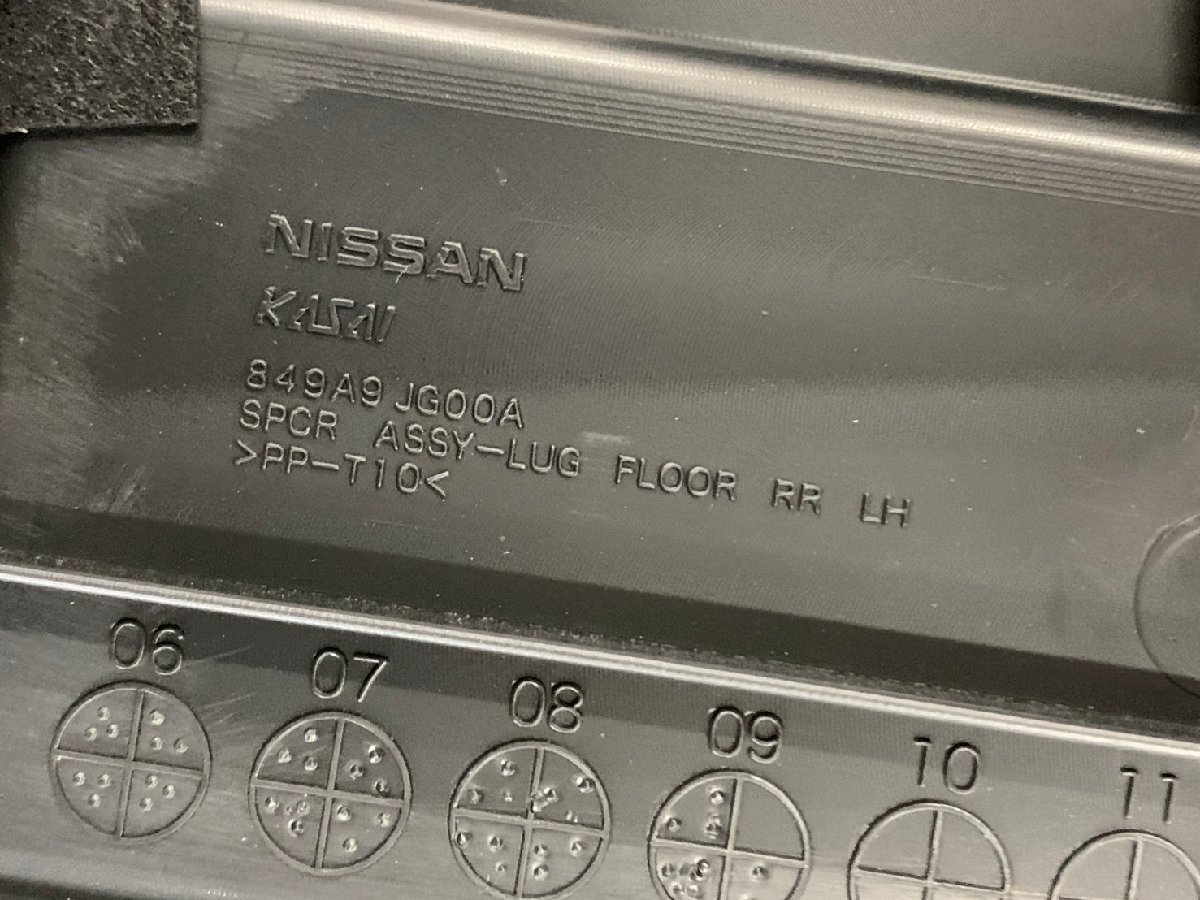 NISSAN
KASAI
849A9 JG00A
SPCR ASSY-LUG FLOOR RR LH
>PP-T10<
06 07 08 09 10 11